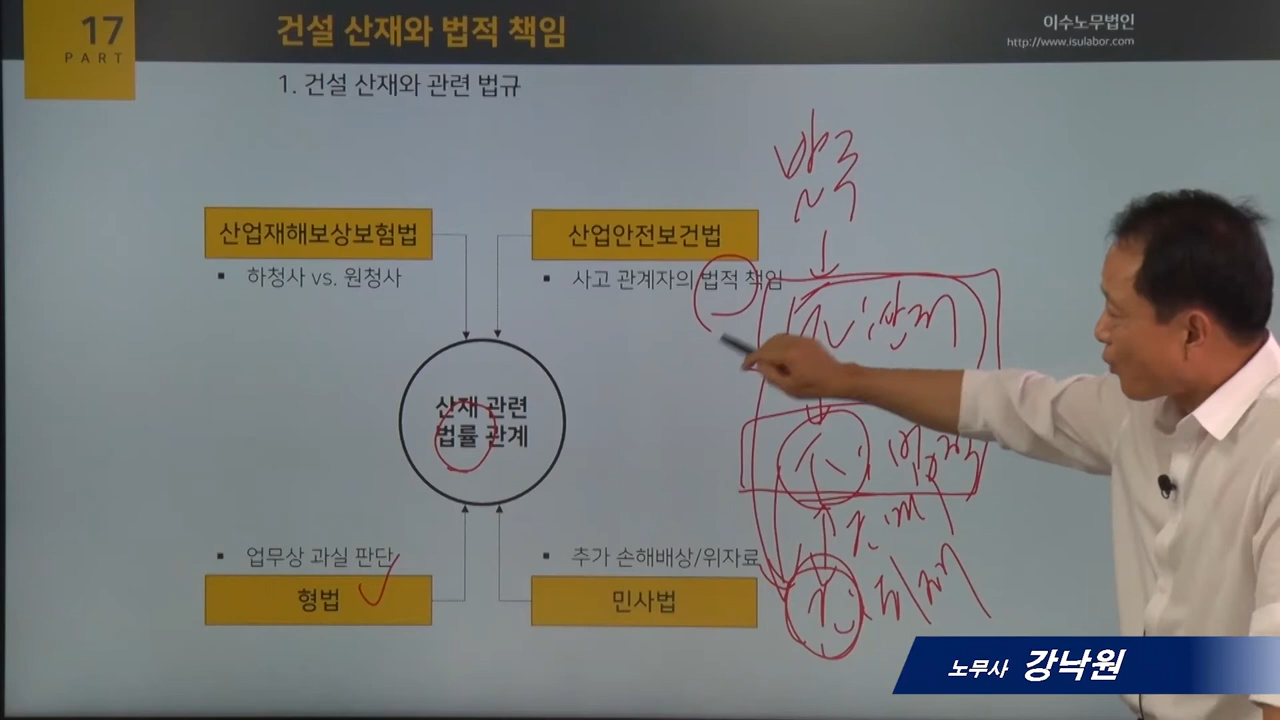 17
PART
건설 산재와 법적 책임
이수노무법인
http://www.isulabor.com
1. 건설 산재와 관련 법규
산업재해보상보험법
산업안전보건법
▪ 하청사 vs. 원청사
▪ 사고 관계자의 법적 책임
산재 관련
법률 관계
▪ 업무상 과실 판단
▪ 추가 손해배상/위자료
형법
민사법
노무사 강낙원